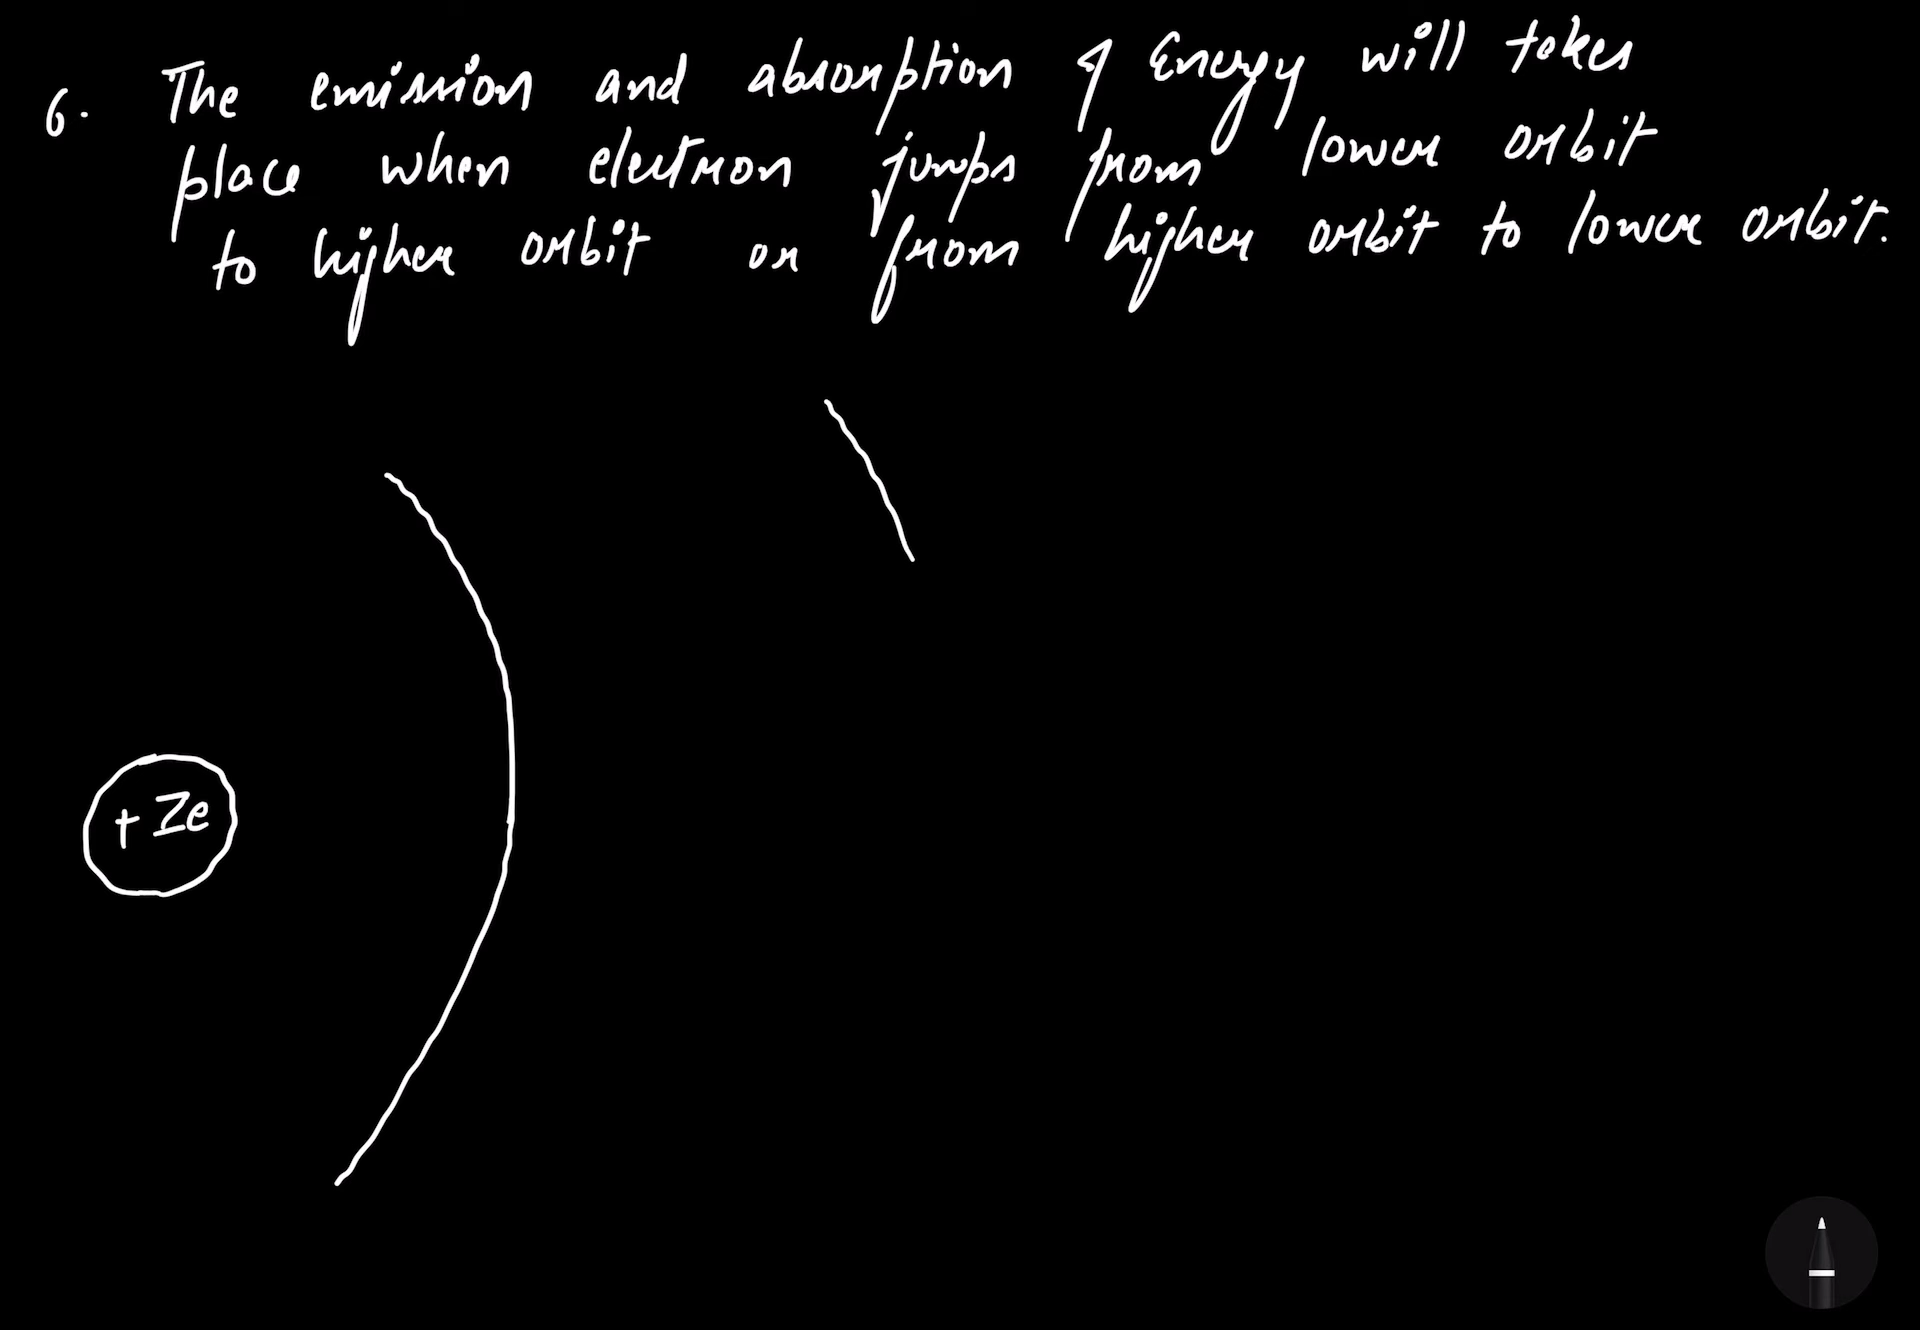 6. The emission and absorption of Energy will takes
place when electron jumps from lower orbit
to higher orbit or from higher orbit to lower orbit.
+ Ze